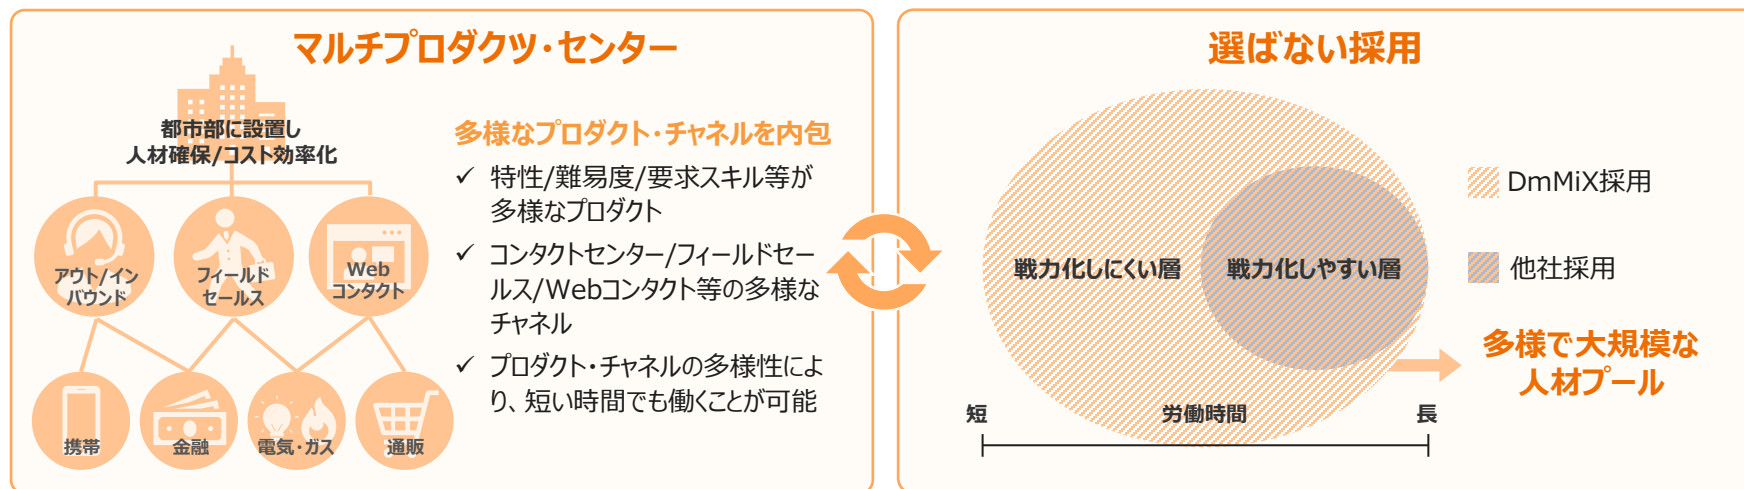 マルチプロダクツ・センター
都市部に設置し
人材確保/コスト効率化
アウト/イン
バウンド
フィールド
セールス
Web
コンタクト
携帯
金融
電気・ガス
通販
多様なプロダクト・チャネルを内包
✓ 特性/難易度/要求スキル等が
多様なプロダクト
✓ コンタクトセンター/フィールドセー
ルス/Webコンタクト等の多様な
チャネル
✓ プロダクト・チャネルの多様性によ
り、短い時間でも働くことが可能
選ばない採用
戦力化しにくい層
戦力化しやすい層
DmMiX採用
他社採用
多様で大規模な
人材プール
短
労働時間
長